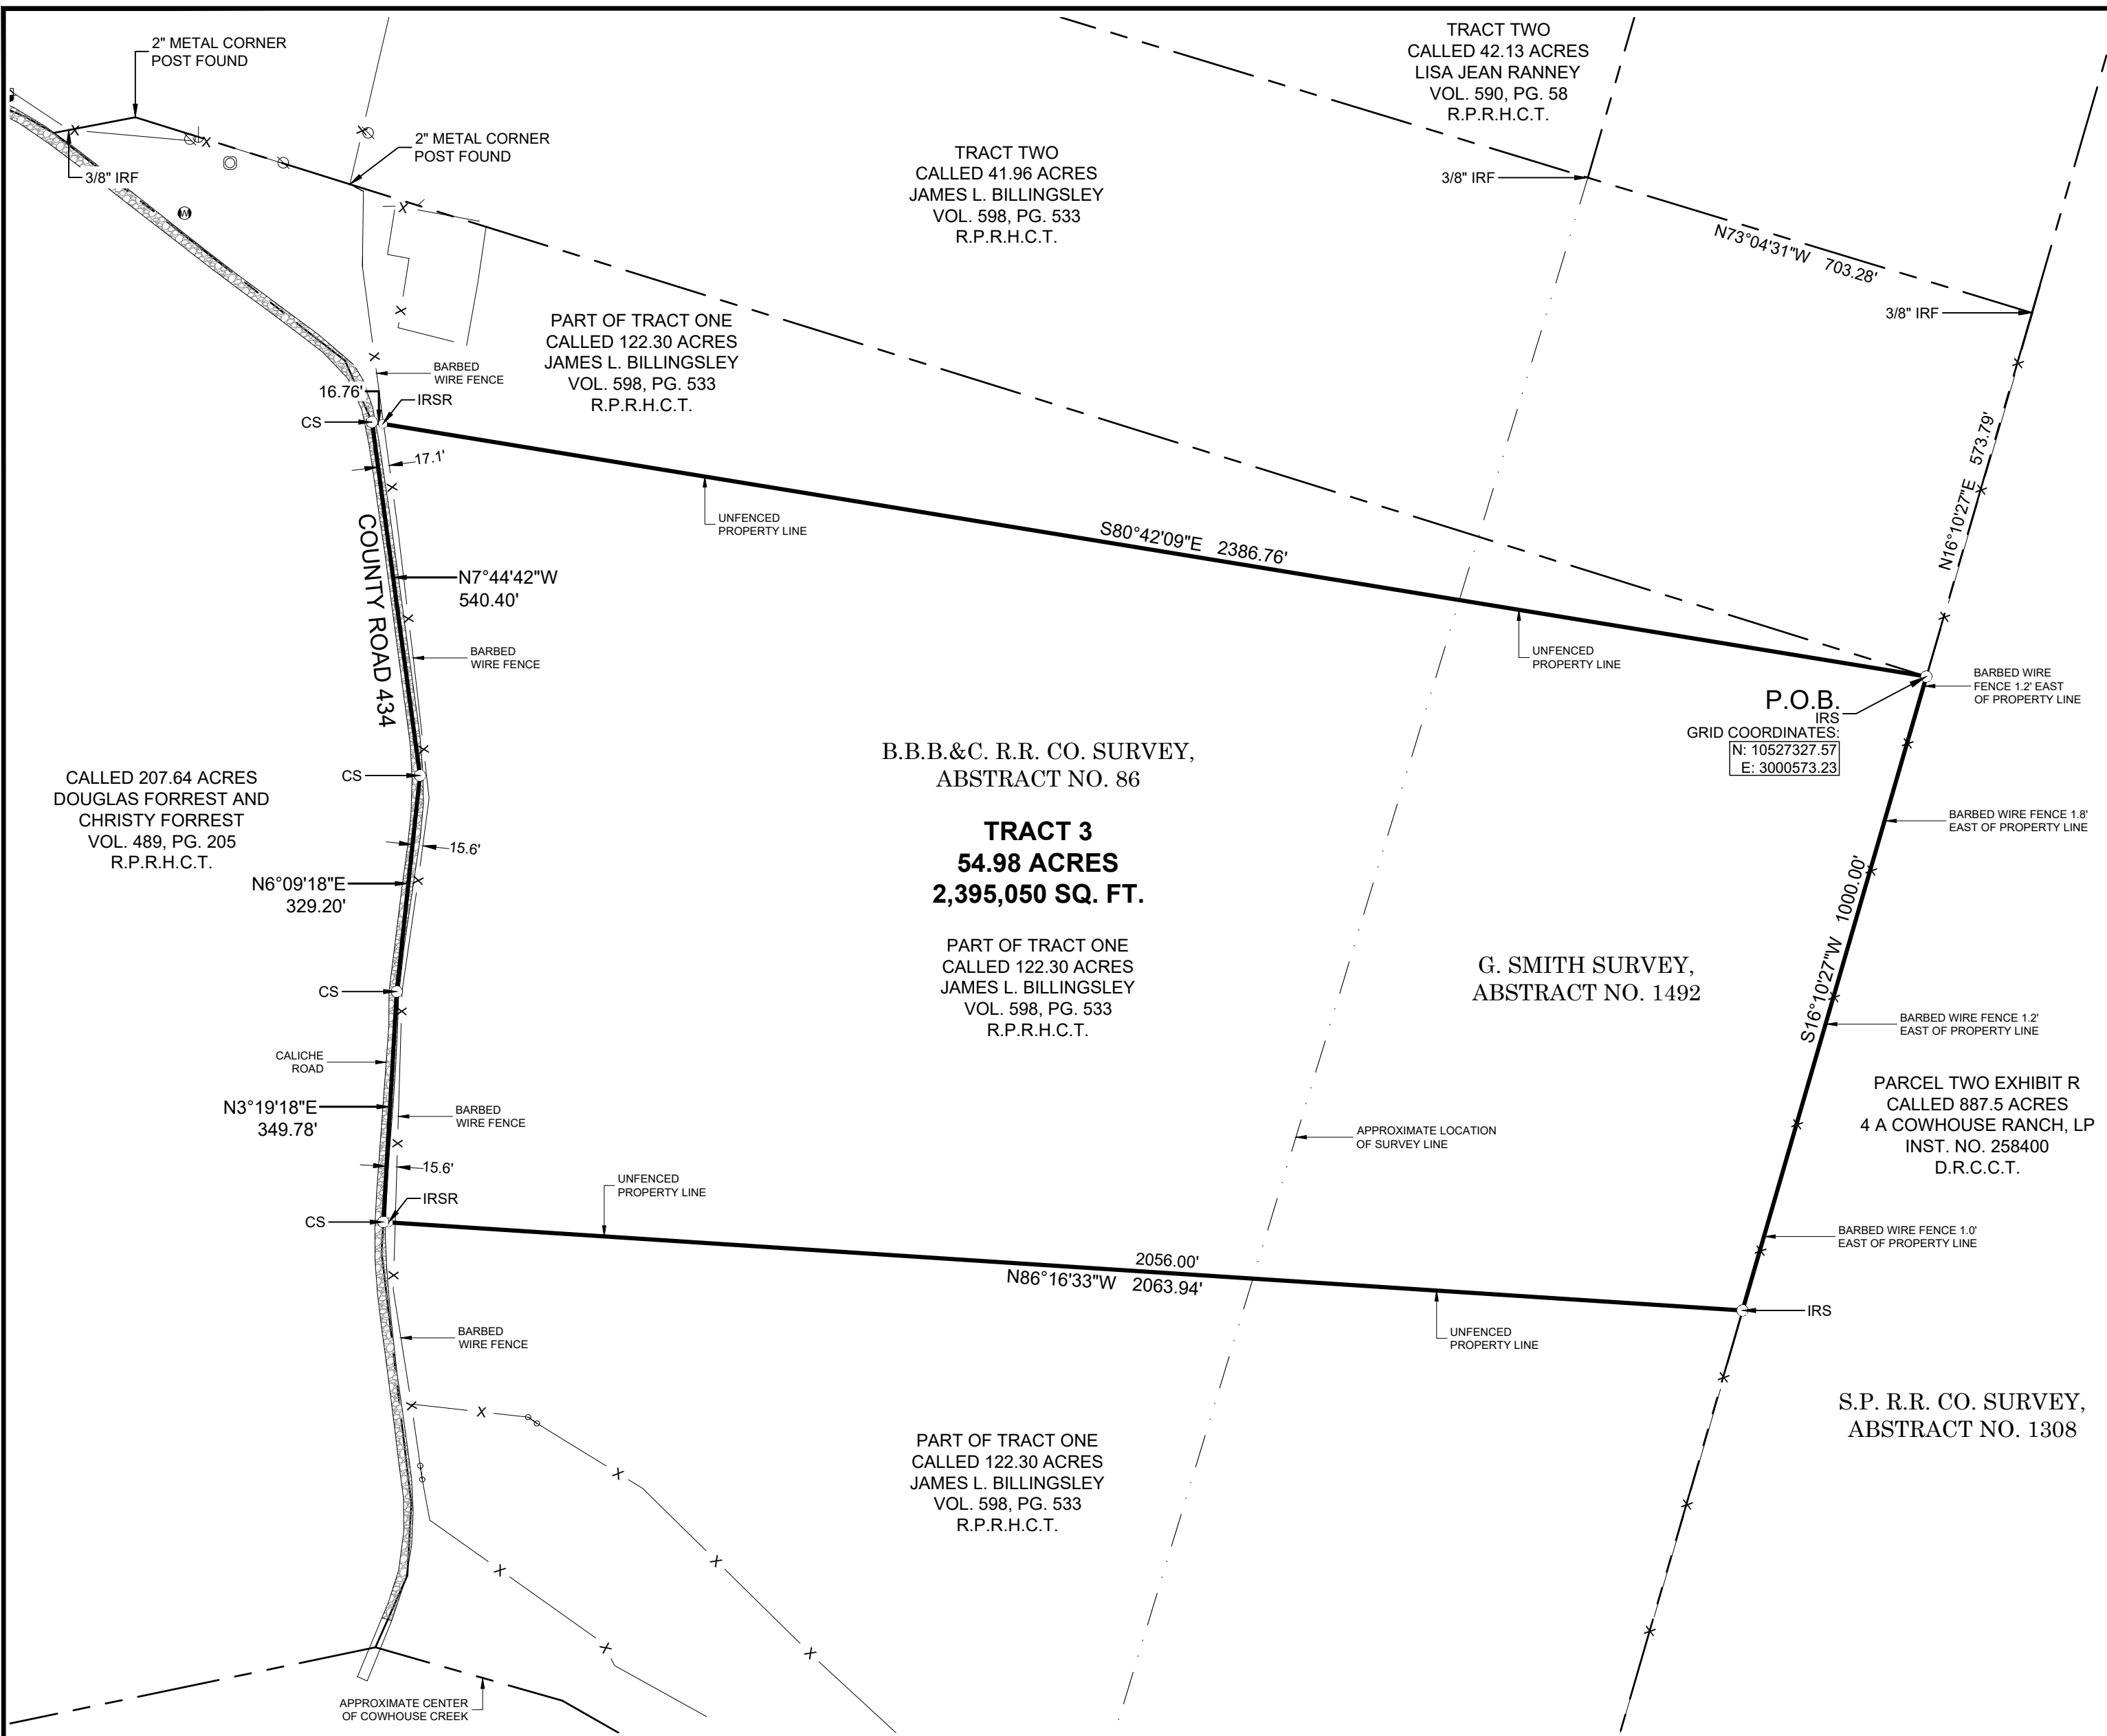 2" METAL CORNER
POST FOUND
3/8" IRF
2" METAL CORNER
POST FOUND
TRACT TWO
CALLED 42.13 ACRES
LISA JEAN RANNEY
VOL. 590, PG. 58
R.P.R.H.C.T.
TRACT TWO
CALLED 41.96 ACRES
JAMES L. BILLINGSLEY
VOL. 598, PG. 533
R.P.R.H.C.T.
3/8" IRF
N73°04'31"W 703.28'
3/8" IRF
PART OF TRACT ONE
CALLED 122.30 ACRES
JAMES L. BILLINGSLEY
VOL. 598, PG. 533
R.P.R.H.C.T.
BARBED
WIRE FENCE
16.76'
IRSR
CS
17.1'
N16°10'27"E 573.79'
UNFENCED
PROPERTY LINE
S80°42'09"E 2386.76'
COUNTY ROAD 434
N7°44'42"W
540.40'
BARBED
WIRE FENCE
UNFENCED
PROPERTY LINE
BARBED WIRE
FENCE 1.2' EAST
OF PROPERTY LINE
P.O.B.
IRS
GRID COORDINATES:
N: 10527327.57
E: 3000573.23
B.B.B.&C. R.R. CO. SURVEY,
ABSTRACT NO. 86
CS
CALLED 207.64 ACRES
DOUGLAS FORREST AND
CHRISTY FORREST
VOL. 489, PG. 205
R.P.R.H.C.T.
TRACT 3
54.98 ACRES
2,395,050 SQ. FT.
BARBED WIRE FENCE 1.8'
EAST OF PROPERTY LINE
15.6'
N6°09'18"E
329.20'
PART OF TRACT ONE
CALLED 122.30 ACRES
JAMES L. BILLINGSLEY
VOL. 598, PG. 533
R.P.R.H.C.T.
G. SMITH SURVEY,
ABSTRACT NO. 1492
S16°10'27"W 1000.00'
CS
BARBED WIRE FENCE 1.2'
EAST OF PROPERTY LINE
CALICHE
ROAD
N3°19'18"E
349.78'
BARBED
WIRE FENCE
APPROXIMATE LOCATION
OF SURVEY LINE
PARCEL TWO EXHIBIT R
CALLED 887.5 ACRES
4 A COWHOUSE RANCH, LP
INST. NO. 258400
D.R.C.C.T.
15.6'
IRSR
CS
UNFENCED
PROPERTY LINE
BARBED WIRE FENCE 1.0'
EAST OF PROPERTY LINE
2056.00'
N86°16'33"W 2063.94'
IRS
BARBED
WIRE FENCE
UNFENCED
PROPERTY LINE
S.P. R.R. CO. SURVEY,
ABSTRACT NO. 1308
PART OF TRACT ONE
CALLED 122.30 ACRES
JAMES L. BILLINGSLEY
VOL. 598, PG. 533
R.P.R.H.C.T.
APPROXIMATE CENTER
OF COWHOUSE CREEK